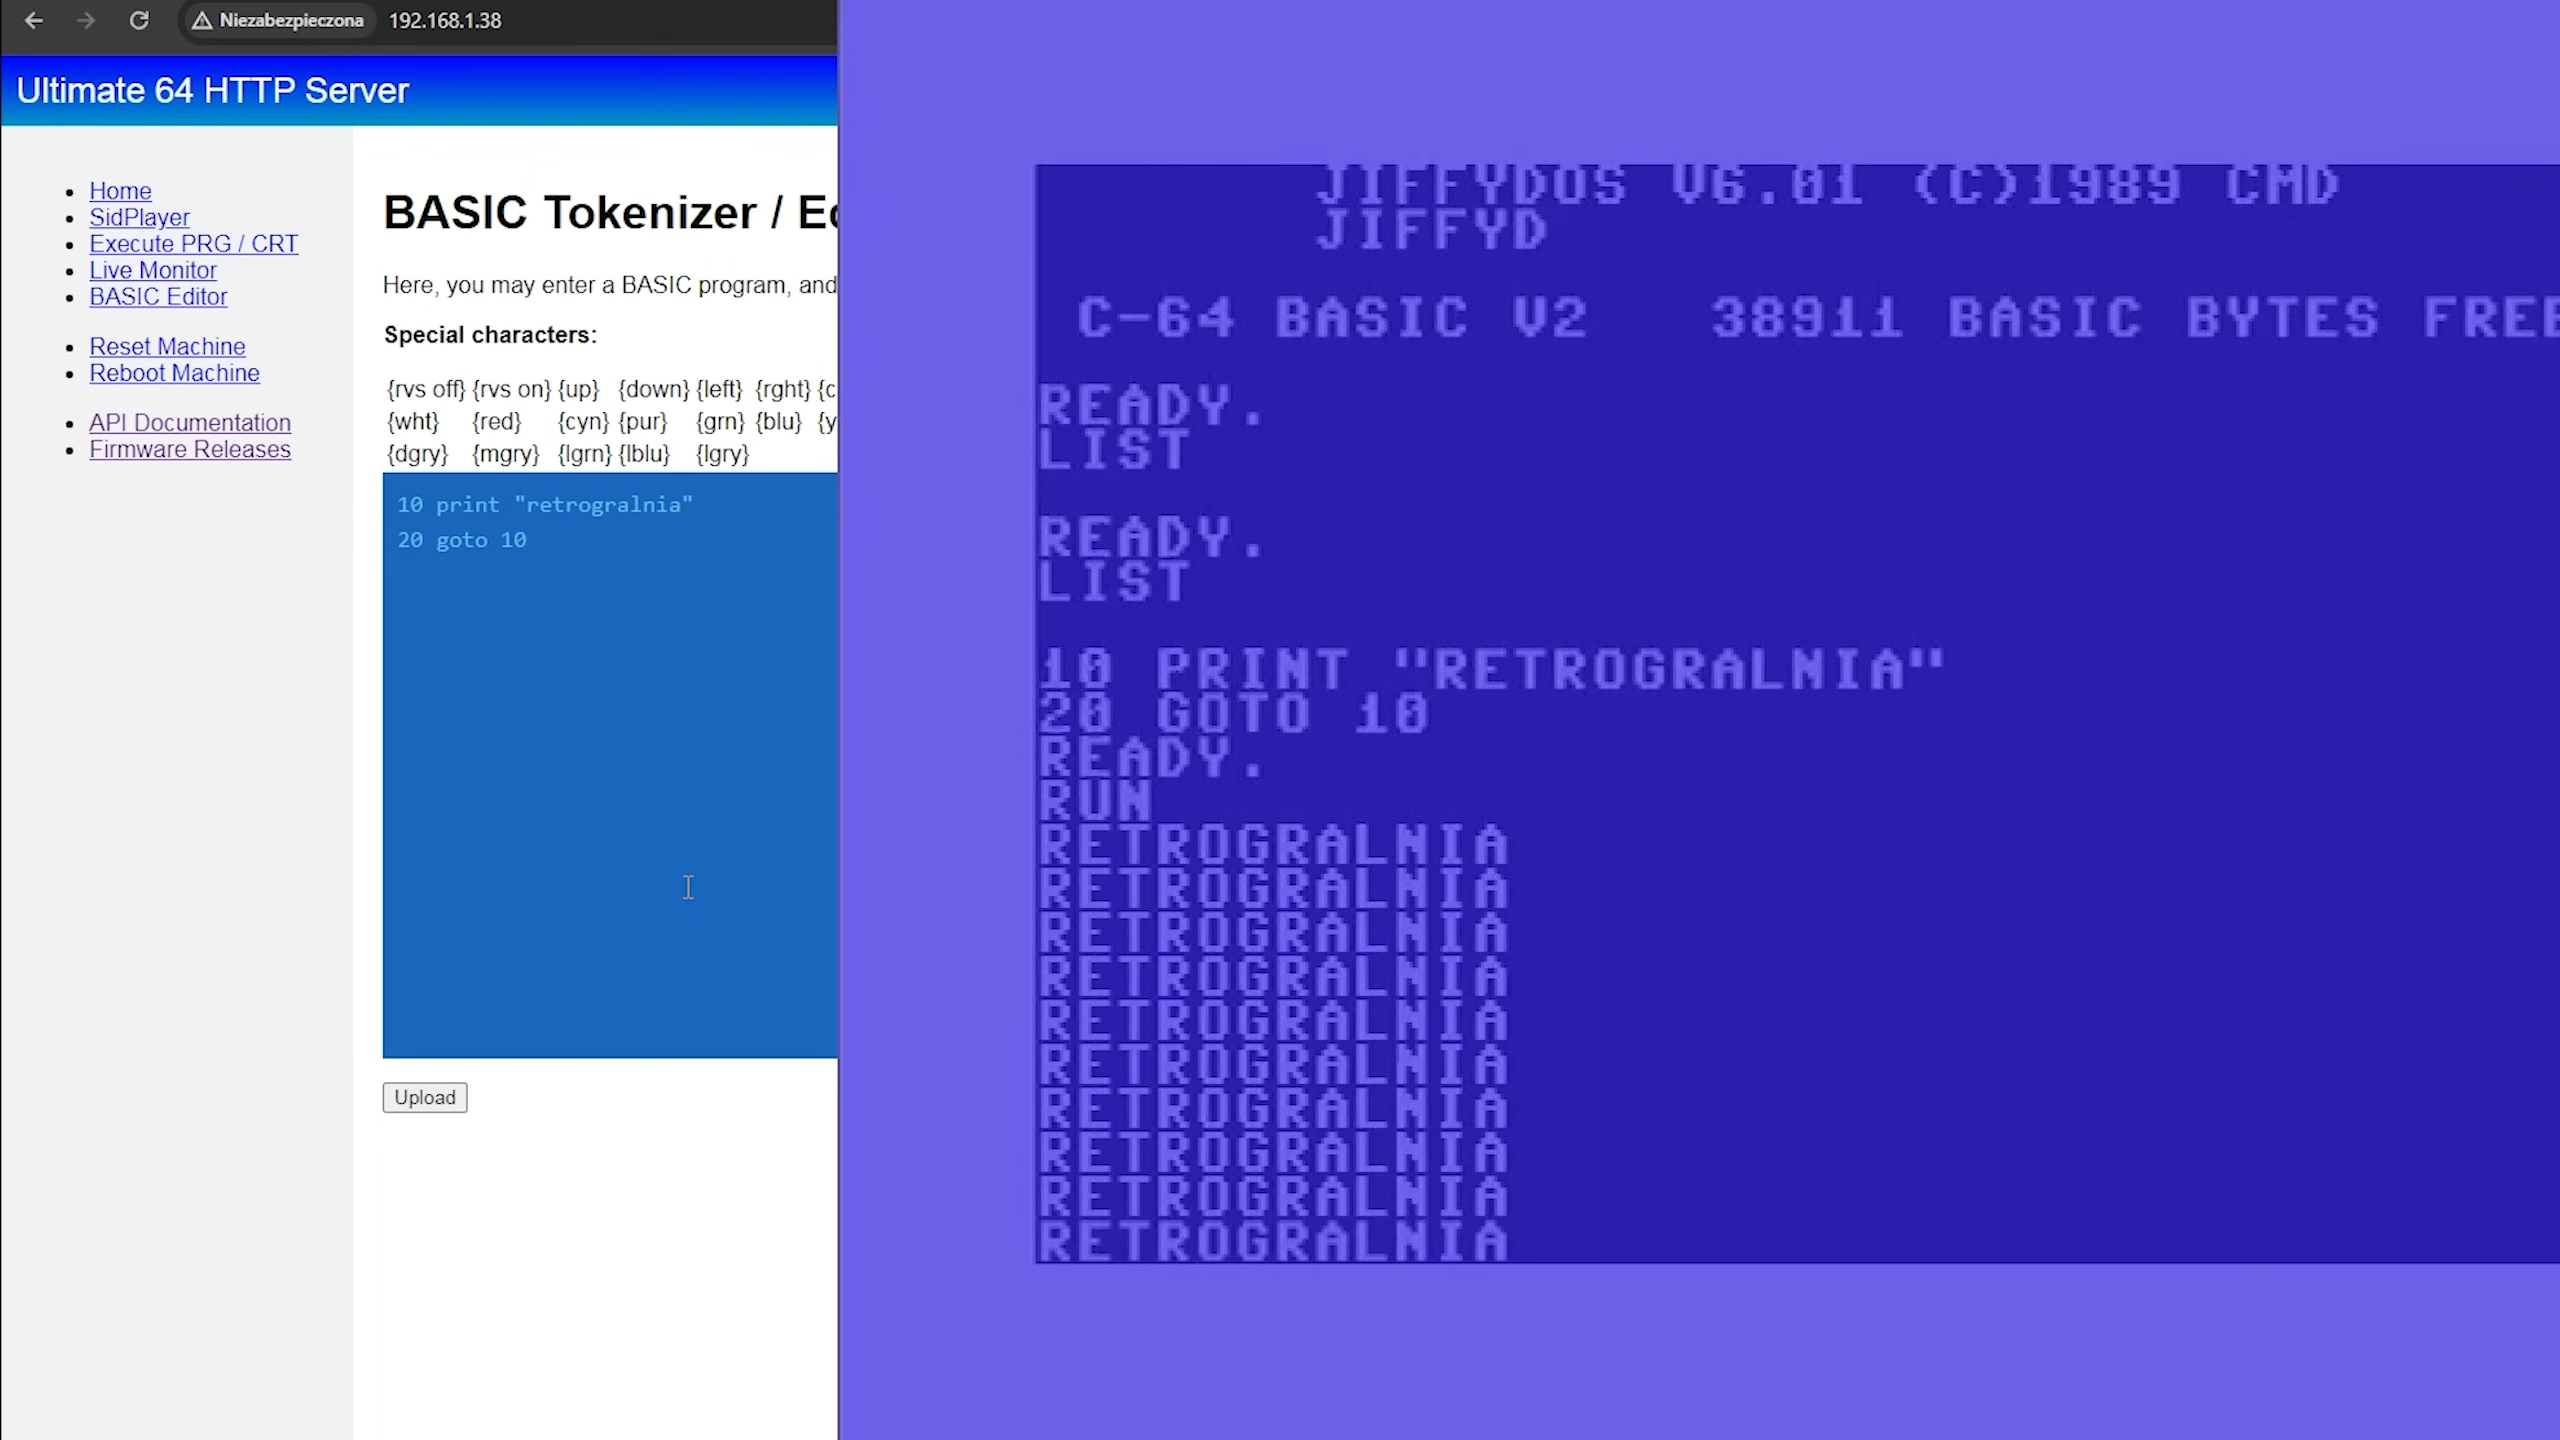 Niezabezpieczona 192.168.1.38
Ultimate 64 HTTP Server
Home
SidPlayer
Execute PRG / CRT
Live Monitor
BASIC Editor
Reset Machine
Reboot Machine
API Documentation
Firmware Releases
BASIC Tokenizer / Ed
Here, you may enter a BASIC program, and
Special characters:
{rvs off} {rvs on} {up} {down} {left} {rght} {c
{wht} {red} {cyn} {pur} {grn} {blu} {y
{dgry} {mgry} {lgrn} {lblu} {lgry}
10 print "retrogralnia"
20 goto 10
Upload
JIFFYDOS V6.01 (C)1989 CMD
JIFFYD
C-64 BASIC V2 38911 BASIC BYTES FREE
READY.
LIST
READY.
LIST
10 PRINT "RETROGRALNIA"
20 GOTO 10
READY.
RUN
RETROGRALNIA
RETROGRALNIA
RETROGRALNIA
RETROGRALNIA
RETROGRALNIA
RETROGRALNIA
RETROGRALNIA
RETROGRALNIA
RETROGRALNIA
RETROGRALNIA